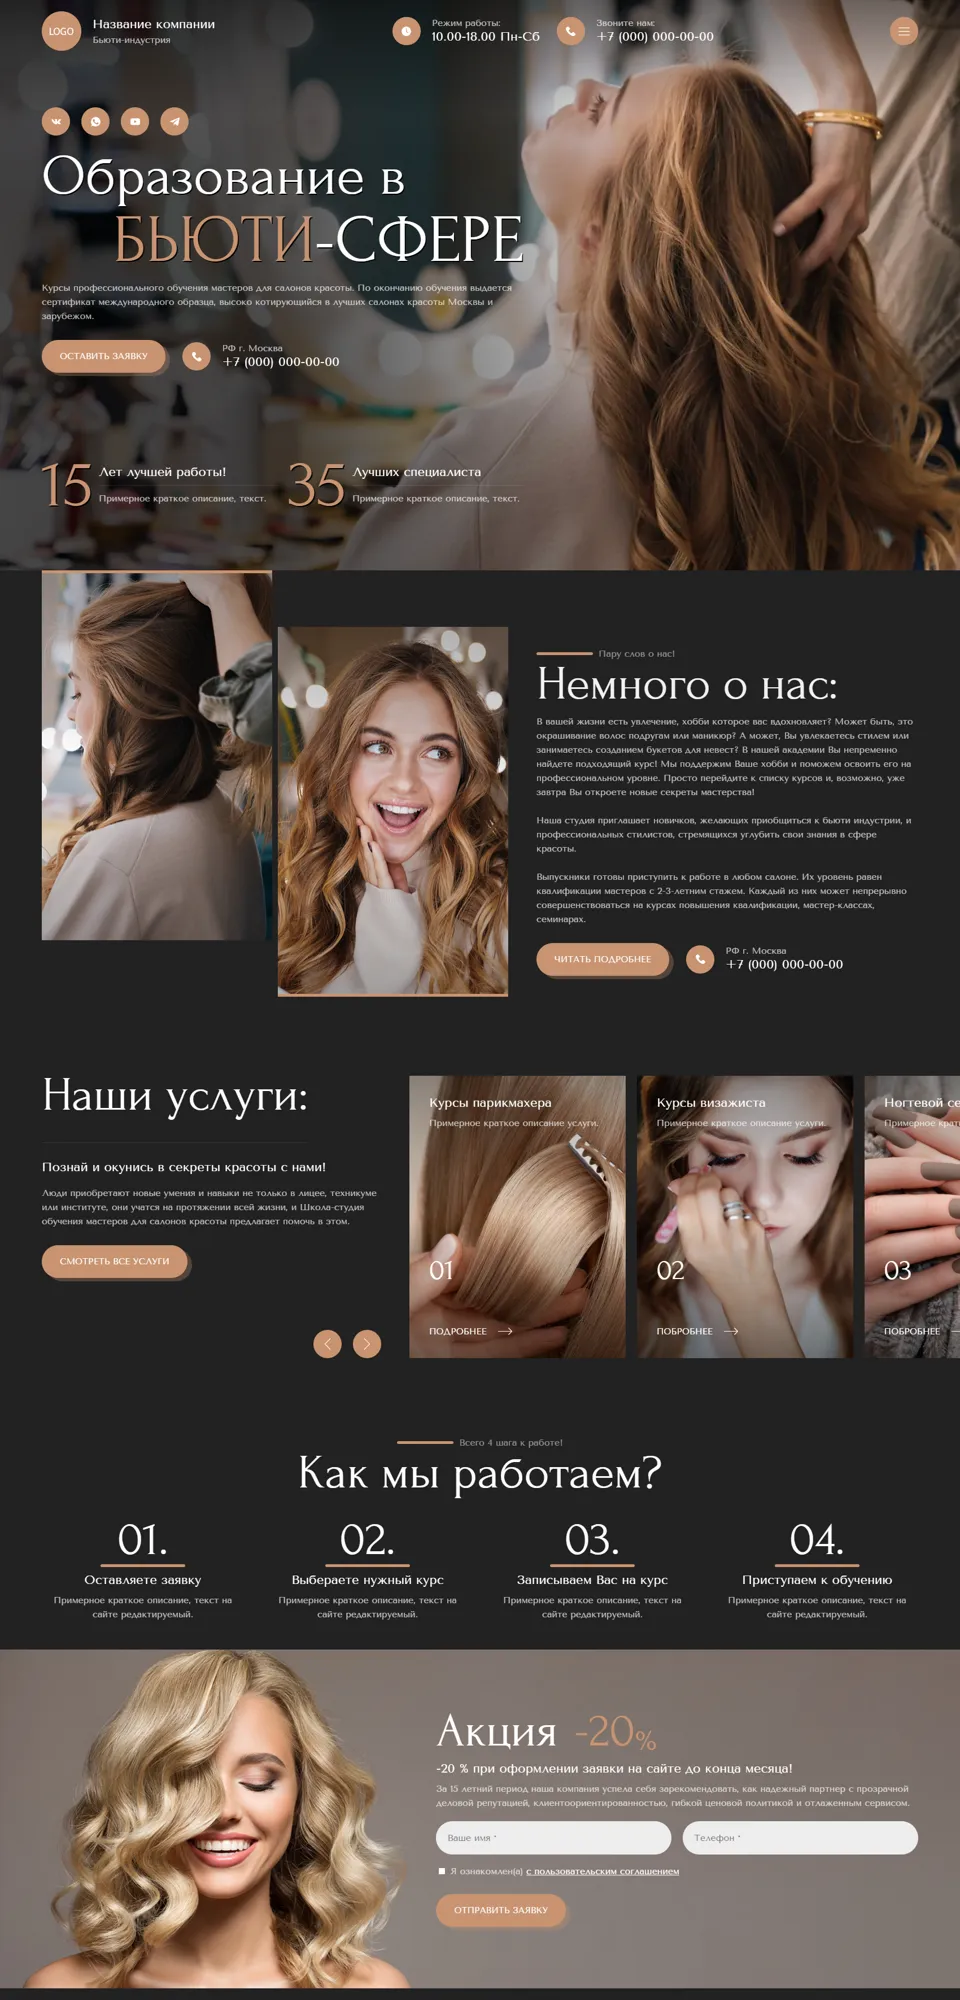 LOGO
Название компании
Бьюти-индустрия
Режим работы:
10.00-18.00 Пн-Сб
Звоните нам:
+7 (000) 000-00-00
Образование в
БЬЮТИ-СФЕРЕ
Курсы профессионального обучения мастеров для салонов красоты. По окончанию обучения выдается
сертификат международного образца, высоко котирующийся в лучших салонах красоты Москвы и
зарубежом.
ОСТАВИТЬ ЗАЯВКУ
РФ г. Москва
+7 (000) 000-00-00
15
Лет лучшей работы!
Примерное краткое описание, текст.
35
Лучших специалиста
Примерное краткое описание, текст.
Пару слов о нас!
Немного о нас:
В вашей жизни есть увлечение, хобби которое вас вдохновляет? Может быть, это
окрашивание волос подругам или маникюр? А может, Вы увлекаетесь стилем или
занимаетесь созданием букетов для невест? В нашей академии Вы непременно
найдете подходящий курс! Мы поддержим Ваше хобби и поможем освоить его на
профессиональном уровне. Просто перейдите к списку курсов и, возможно, уже
завтра Вы откроете новые секреты мастерства!
Наша студия приглашает новичков, желающих приобщиться к бьюти индустрии, и
профессиональных стилистов, стремящихся углубить свои знания в сфере
красоты.
Выпускники готовы приступить к работе в любом салоне. Их уровень равен
квалификации мастеров с 2-3-летним стажем. Каждый из них может непрерывно
совершенствоваться на курсах повышения квалификации, мастер-классах,
семинарах.
ЧИТАТЬ ПОДРОБНЕЕ
РФ г. Москва
+7 (000) 000-00-00
Наши услуги:
Познай и окунись в секреты красоты с нами!
Люди приобретают новые умения и навыки не только в лицее, техникуме
или институте, они учатся на протяжении всей жизни, и Школа-студия
обучения мастеров для салонов красоты предлагает помочь в этом.
СМОТРЕТЬ ВСЕ УСЛУГИ
Курсы парикмахера
Примерное краткое описание услуги.
01
ПОДРОБНЕЕ
Курсы визажиста
Примерное краткое описание услуги.
02
ПОБРОБНЕЕ
Ногтевой се
Примерное крат
03
ПОБРОБНЕЕ
Всего 4 шага к работе!
Как мы работаем?
01.
Оставляете заявку
Примерное краткое описание, текст на
сайте редактируемый.
02.
Выбераете нужный курс
Примерное краткое описание, текст на
сайте редактируемый.
03.
Записываем Вас на курс
Примерное краткое описание, текст на
сайте редактируемый.
04.
Приступаем к обучению
Примерное краткое описание, текст на
сайте редактируемый.
Акция -20%
-20 % при оформлении заявки на сайте до конца месяца!
За 15 летний период наша компания успела себя зарекомендовать, как надежный партнер с прозрачной
деловой репутацией, клиентоориентированностью, гибкой ценовой политикой и отлаженным сервисом.
Ваше имя *
Телефон *
Я ознакомлен(а) с пользовательским соглашением
ОТПРАВИТЬ ЗАЯВКУ